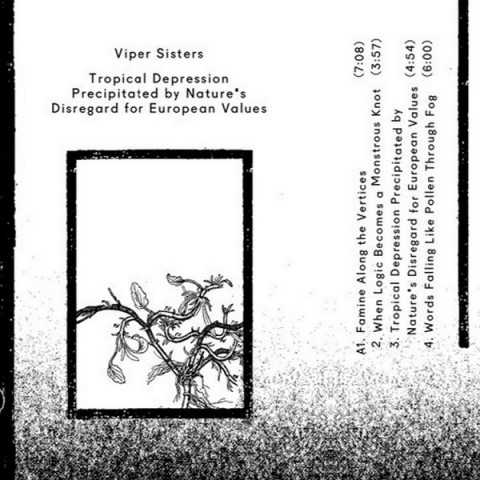 Viper Sisters
Tropical Depression
Precipitated by Nature's
Disregard for European Values
A1. Famine Along the Vertices (7:08)
2. When Logic Becomes a Monstrous Knot (3:57)
3. Tropical Depression Precipitated by
Nature's Disregard for European Values (4:54)
4. Words Falling Like Pollen Through Fog (6:00)